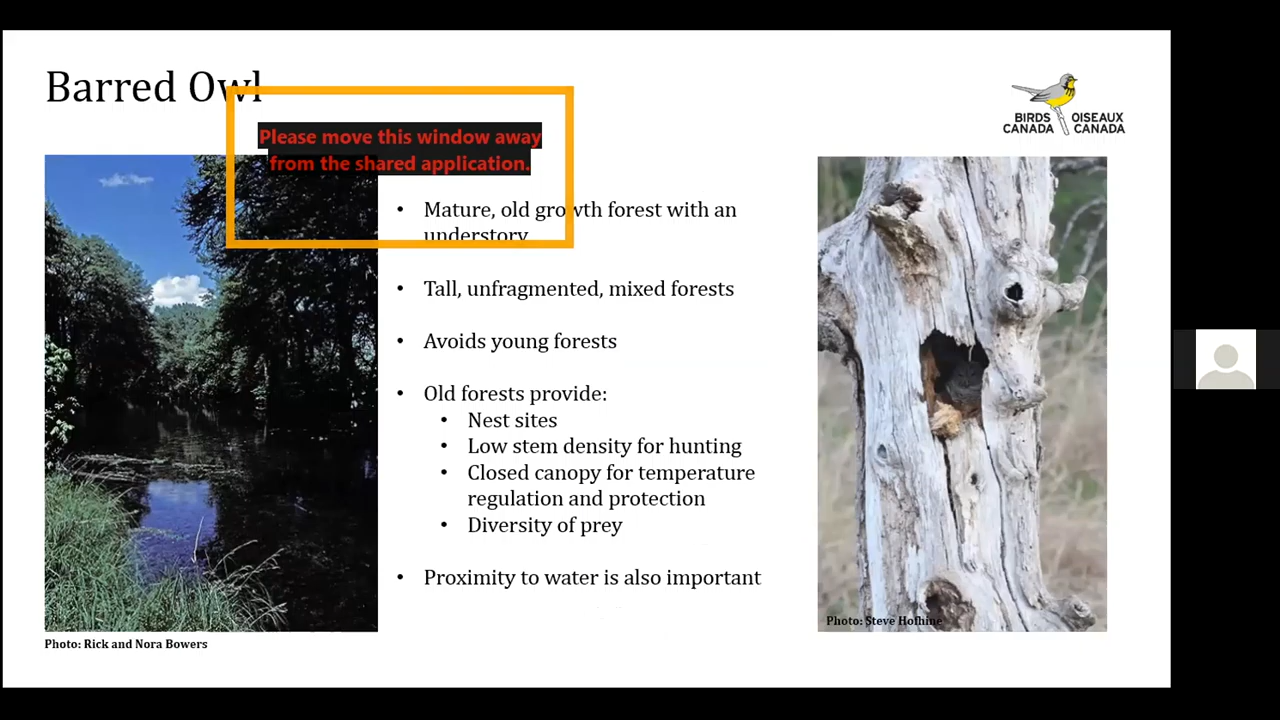 Barred Owl
BIRDS CANADA
OISEAUX CANADA
Please move this window away
from the shared application.
• Mature, old growth forest with an
understory
• Tall, unfragmented, mixed forests
• Avoids young forests
• Old forests provide:
• Nest sites
• Low stem density for hunting
• Closed canopy for temperature
regulation and protection
• Diversity of prey
• Proximity to water is also important
Photo: Rick and Nora Bowers
Photo: Steve